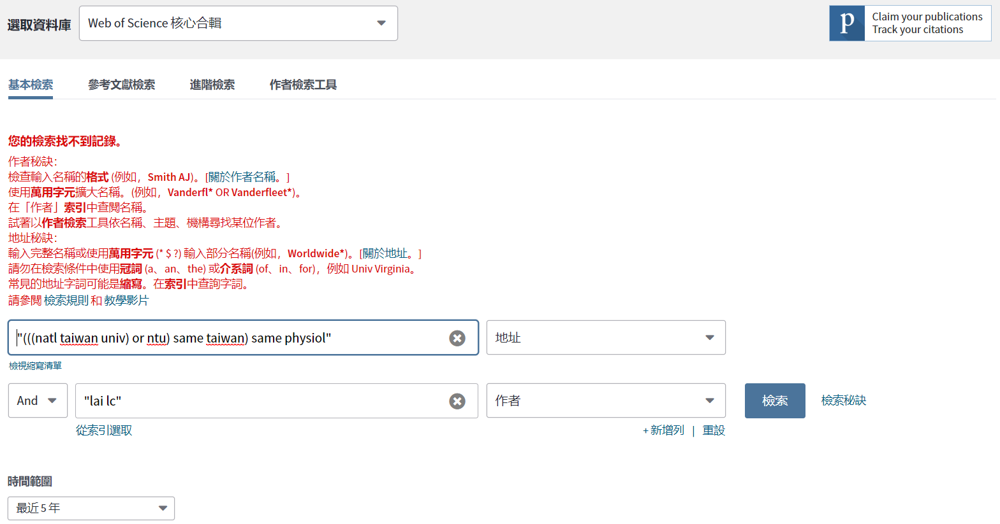 選取資料庫 Web of Science 核心合輯
Claim your publications
Track your citations
基本檢索 參考文獻檢索 進階檢索 作者檢索工具
您的檢索找不到記錄。
作者秘訣:
檢查輸入名稱的格式 (例如，Smith AJ)。[關於作者名稱。]
使用萬用字元擴大名稱。(例如，Vanderfl* OR Vanderfleet*)。
在「作者」索引中查閱名稱。
試著以作者檢索工具依名稱、主題、機構尋找某位作者。
地址秘訣:
輸入完整名稱或使用萬用字元 (* $ ?) 輸入部分名稱(例如，Worldwide*)。[關於地址。]
請勿在檢索條件中使用冠詞 (a、an、the) 或介系詞 (of、in、for)，例如 Univ Virginia。
常見的地址字詞可能是縮寫。在索引中查詢字詞。
請參閱 檢索規則 和 教學影片
"(((natl taiwan univ) or ntu) same taiwan) same physiol" 地址
檢視縮寫清單
And "lai lc" 作者 檢索 檢索秘訣
從索引選取 + 新增列 | 重設
時間範圍
最近 5 年